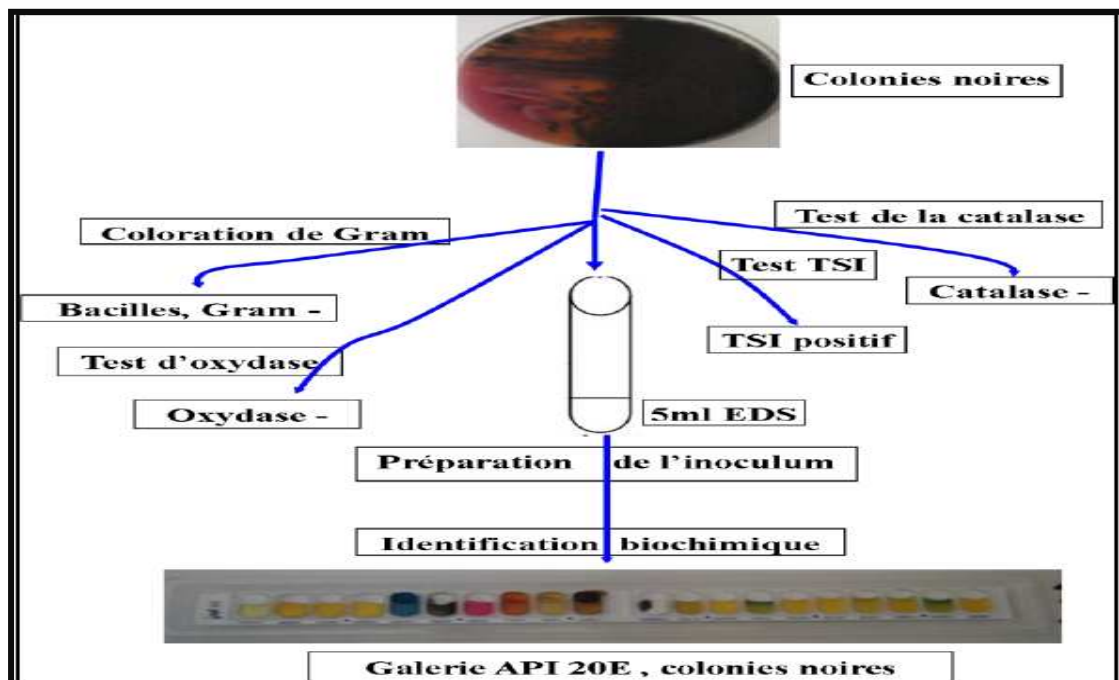 Colonies noires
Test de la catalase
Coloration de Gram
Test TSI
Catalase -
Bacilles, Gram -
TSI positif
Test d'oxydase
Oxydase -
5ml EDS
Préparation de l'inoculum
Identification biochimique
Galerie API 20E , colonies noires